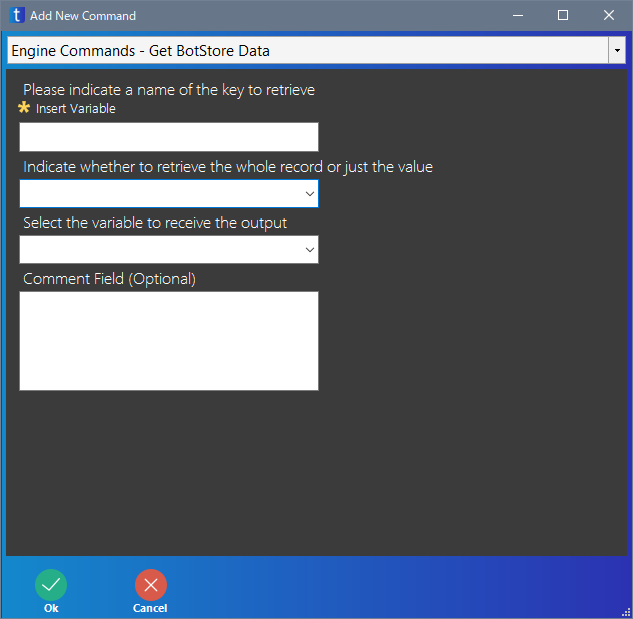 t Add New Command
Engine Commands - Get BotStore Data
Please indicate a name of the key to retrieve
Insert Variable
Indicate whether to retrieve the whole record or just the value
Select the variable to receive the output
Comment Field (Optional)
Ok Cancel